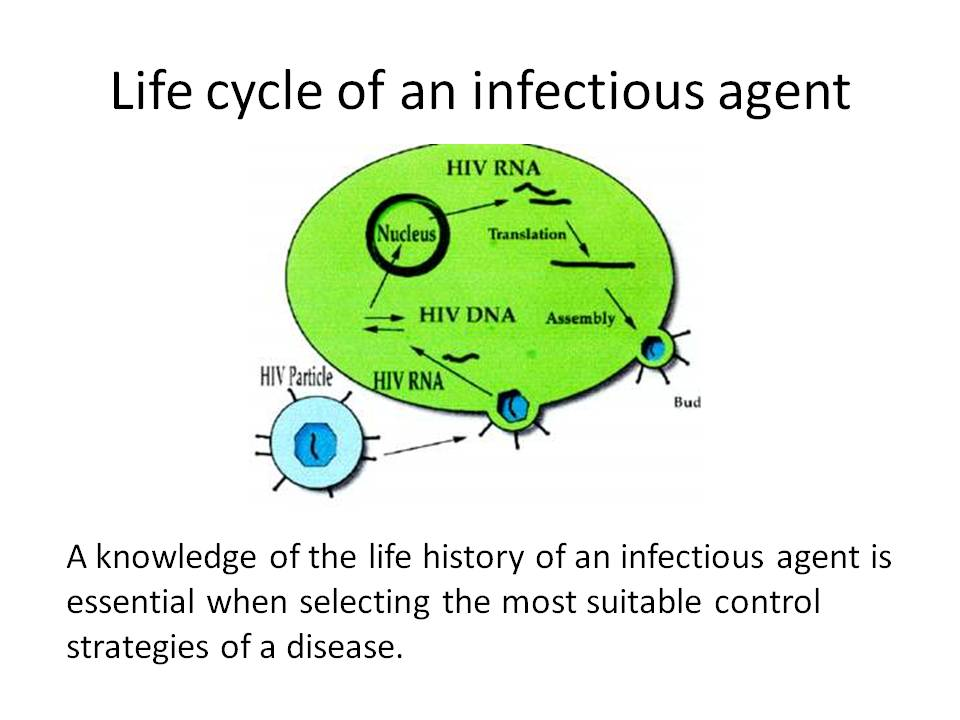 Life cycle of an infectious agent
HIV RNA
Nucleus
Translation
HIV DNA
Assembly
HIV Particle
HIV RNA
Bud
A knowledge of the life history of an infectious agent is
essential when selecting the most suitable control
strategies of a disease.